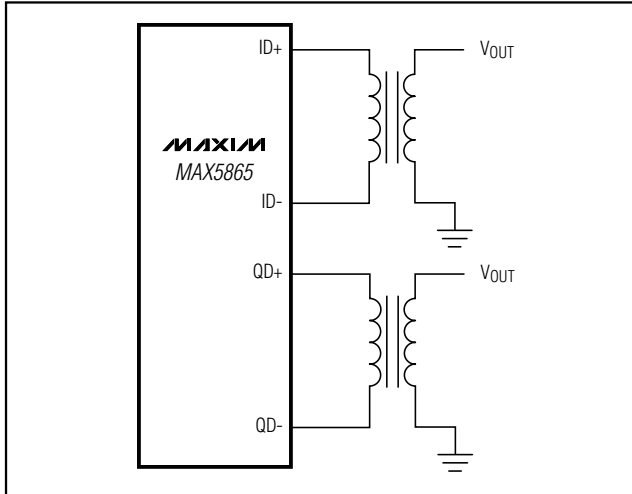 ID+
VOUT
MAXIM
MAX5865
ID-
QD+
VOUT
QD-